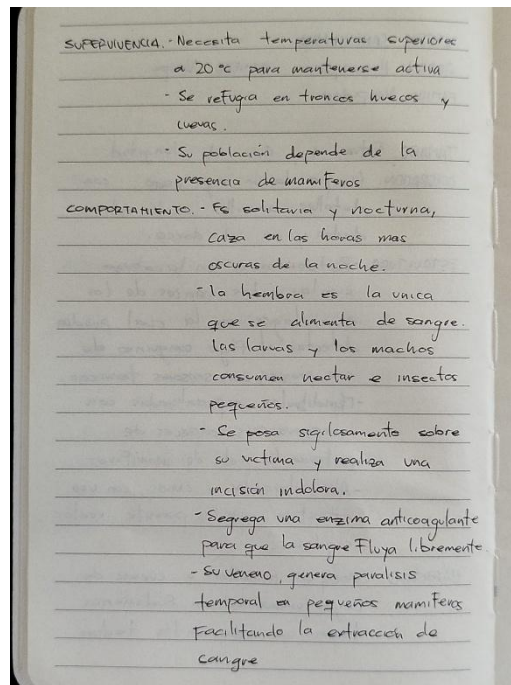 SUPERVIVENCIA. - Necesita temperaturas superiores
a 20 °c para mantenerse activa
- Se refugia en troncos huecos y
cuevas.
- Su población depende de la
presencia de mamiferos
COMPORTAMIENTO. - Es solitaria y nocturna,
caza en las horas mas
oscuras de la noche.
- la hembra es la unica
que se alimenta de sangre.
las larvas y los machos
consumen nectar e insectos
pequeños.
- Se posa sigilosamente sobre
su victima y realiza una
incisión indolora.
- Segrega una enzima anticoagulante
para que la sangre Fluya libremente
- Su veneno, genera paralisis
temporal en pequeños mamiferos
Facilitando la extracción de
sangre